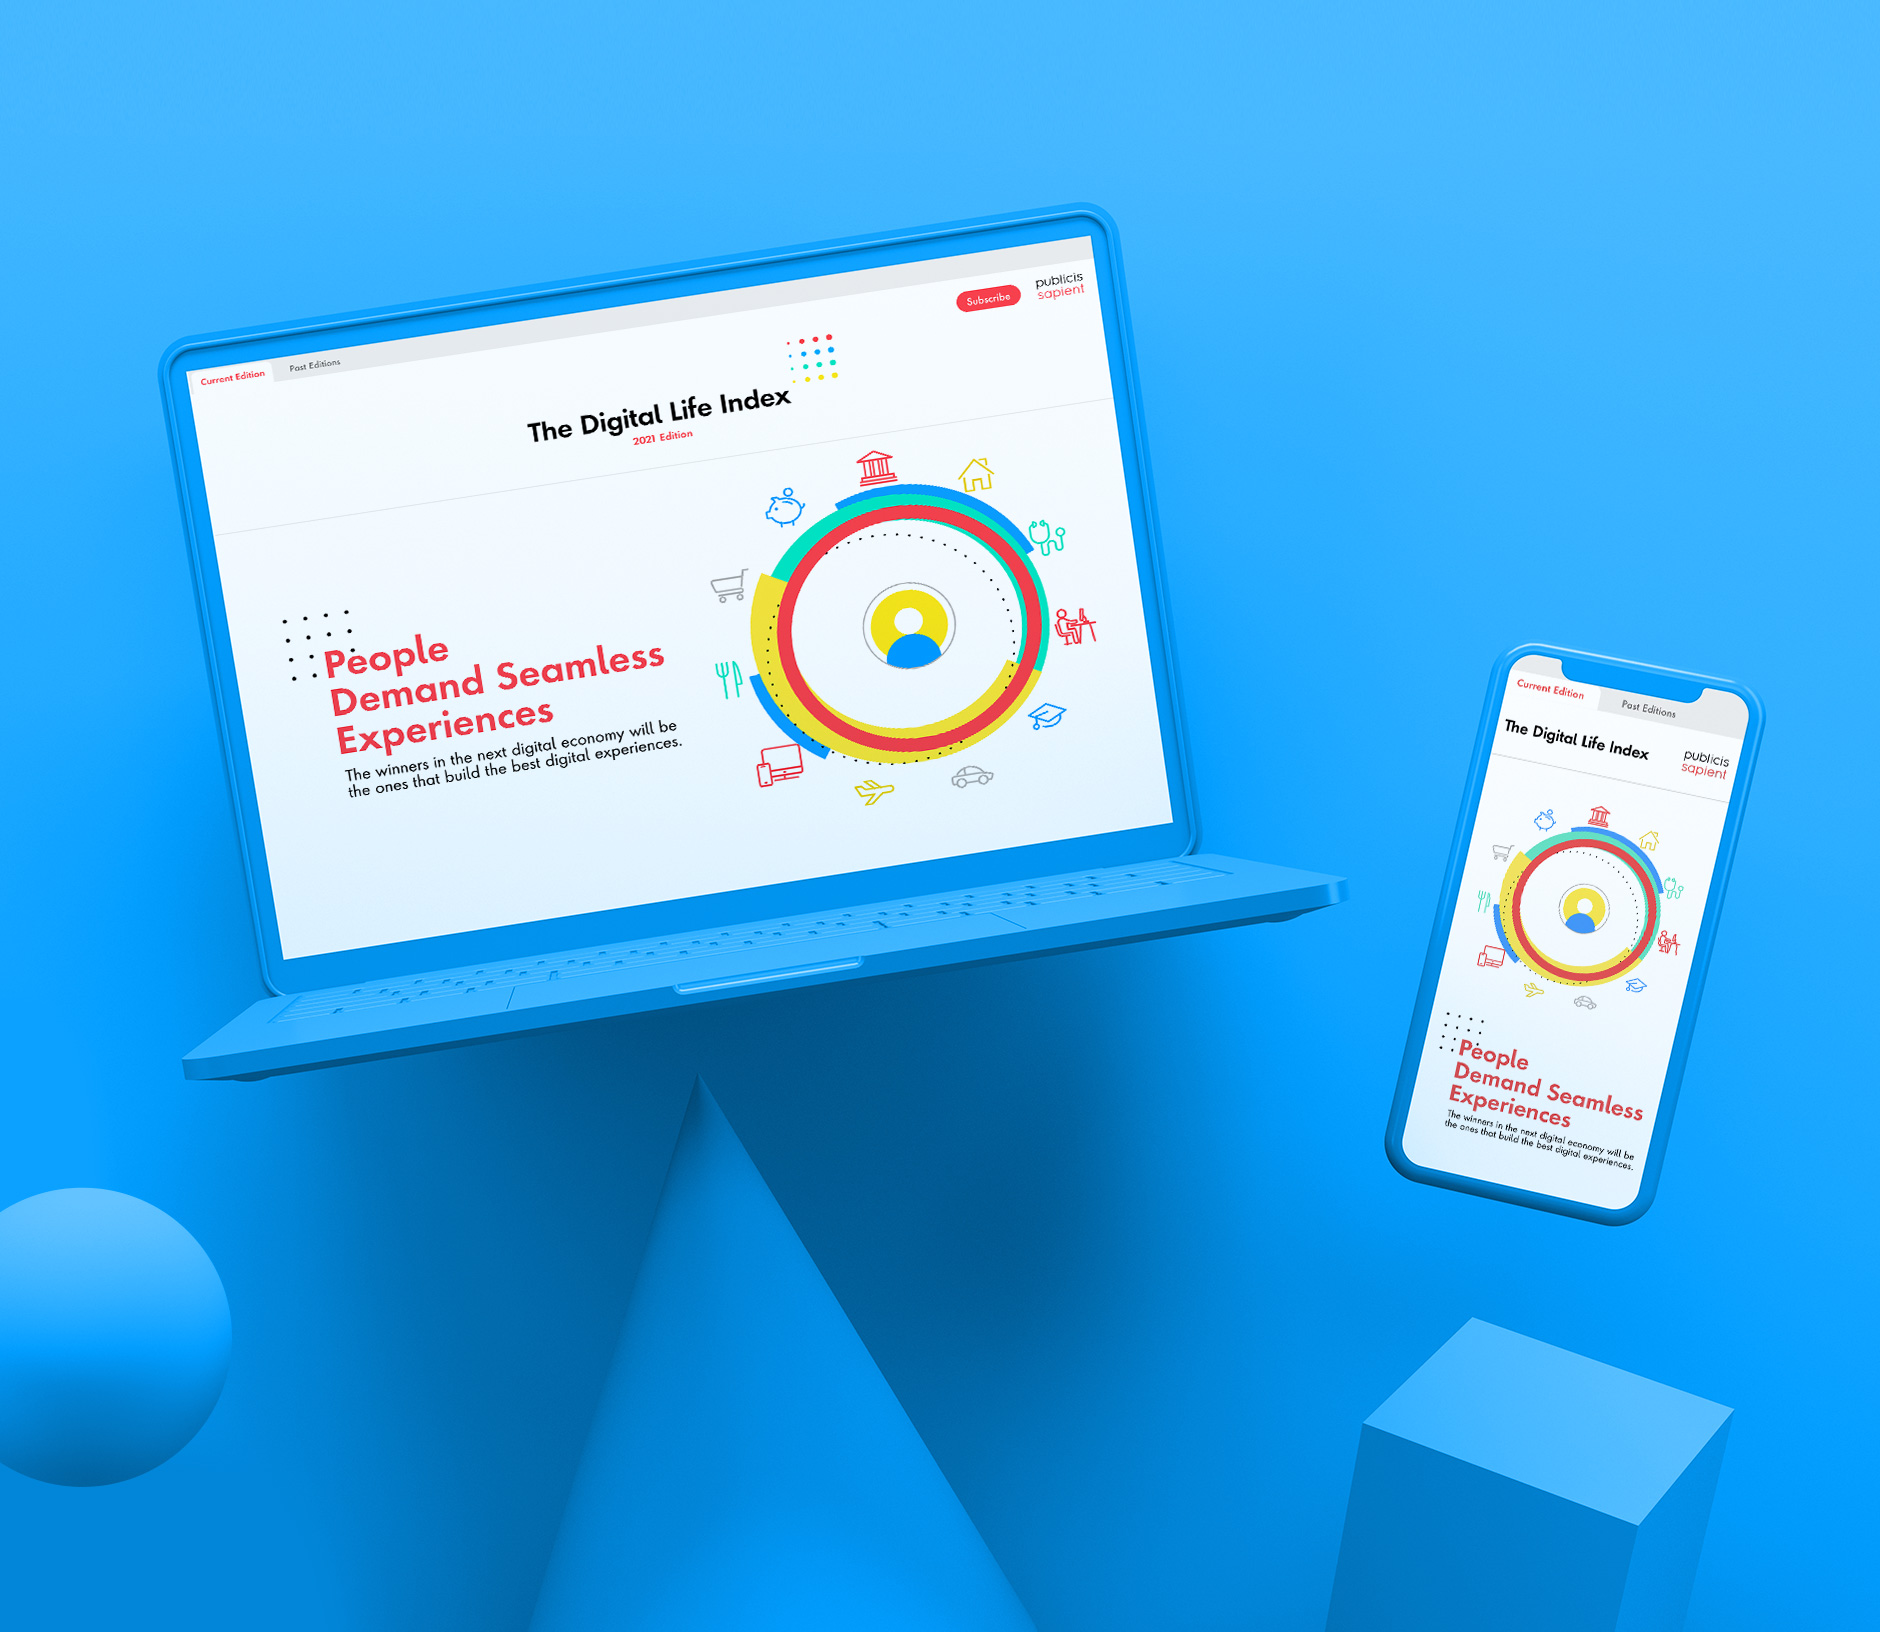 Current Edition
Past Editions
Subscribe
publicis
sapient
The Digital Life Index
2021 Edition
People
Demand Seamless
Experiences
The winners in the next digital economy will be
the ones that build the best digital experiences.
Current Edition
Past Editions
The Digital Life Index
publicis
sapient
People
Demand Seamless
Experiences
The winners in the next digital economy will be
the ones that build the best digital experiences.